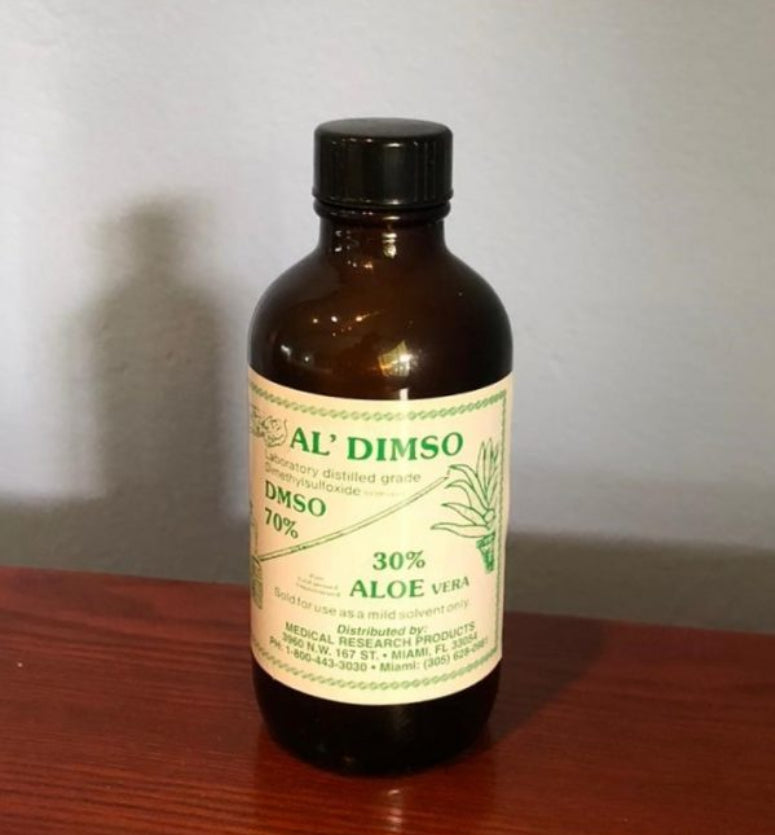 AL' DIMSO
Laboratory distilled grade
Dimethylsulfoxide
DMSO
70%
30%
ALOE VERA
Sold for use as a mild solvent only.
Distributed by:
MEDICAL RESEARCH PRODUCTS
3960 N.W. 167 ST. • MIAMI, FL 33054
PH: 1-800-443-3030 • Miami: (305) 628-0981